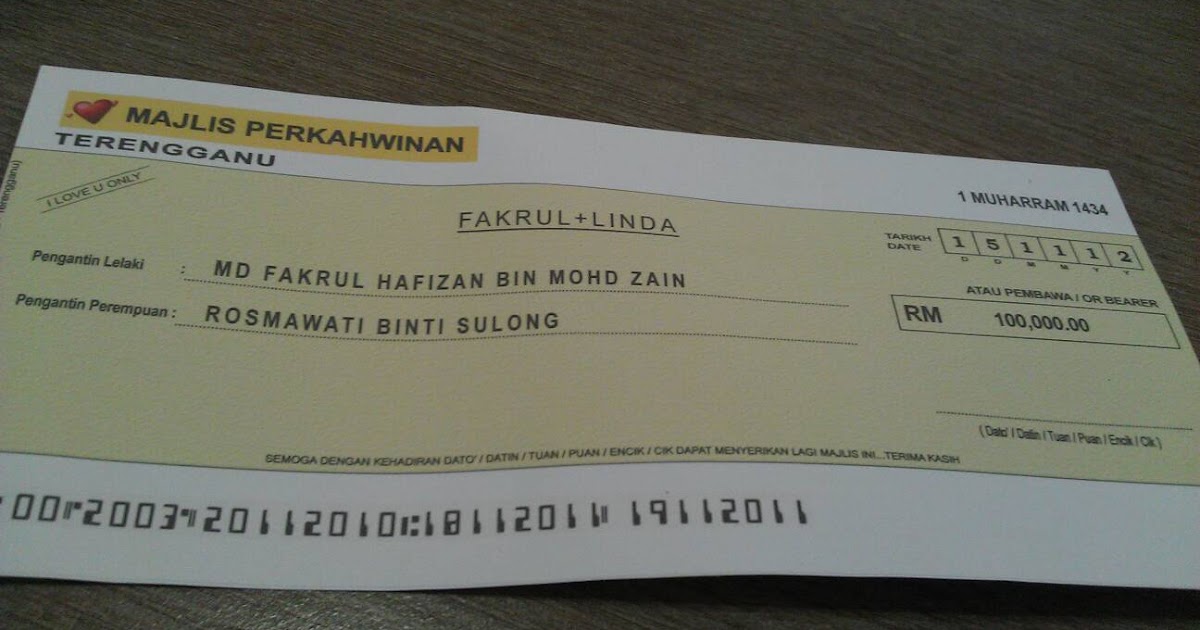 MAJLIS PERKAHWINAN
TERENGGANU
I LOVE U ONLY
1 MUHARRAM 1434
FAKRUL+LINDA
TARIKH
DATE
1 5 1 1 1 2
D D M M Y Y
Pengantin Lelaki : MD FAKRUL HAFIZAN BIN MOHD ZAIN
ATAU PEMBAWA / OR BEARER
Pengantin Perempuan : ROSMAWATI BINTI SULONG
RM 100,000.00
( Dato' / Datin / Tuan / Puan / Encik / Cik )
SEMOGA DENGAN KEHADIRAN DATO' / DATIN / TUAN / PUAN / ENCIK / CIK DAPAT MENYERIKAN LAGI MAJLIS INI...TERIMA KASIH
19112011